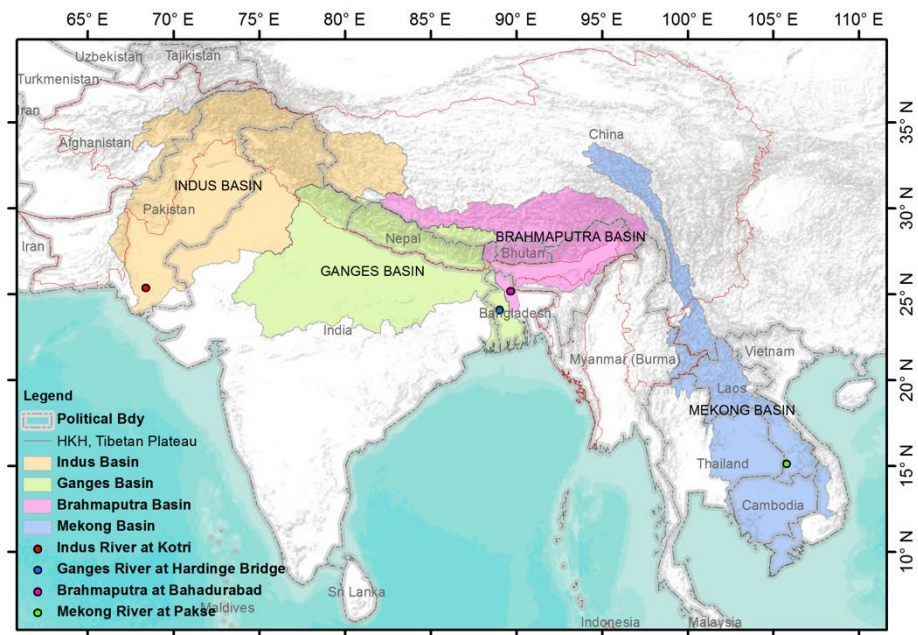 65° E 70° E 75° E 80° E 85° E 90° E 95° E 100° E 105° E 110° E
Uzbekistan
Tajikistan
Turkmenistan
Iran
Afghanistan
China
35° N
INDUS BASIN
Pakistan
30° N
Iran
Nepal
BRAHMAPUTRA BASIN
Bhutan
GANGES BASIN
25° N
Bangladesh
India
Myanmar (Burma)
Vietnam
20° N
Laos
MEKONG BASIN
Thailand
15° N
Cambodia
10° N
Legend
Political Bdy
HKH, Tibetan Plateau
Indus Basin
Ganges Basin
Brahmaputra Basin
Mekong Basin
Indus River at Kotri
Ganges River at Hardinge Bridge
Brahmaputra at Bahadurabad
Mekong River at Pakse
Sri Lanka
Maldives
Indonesia
Malaysia